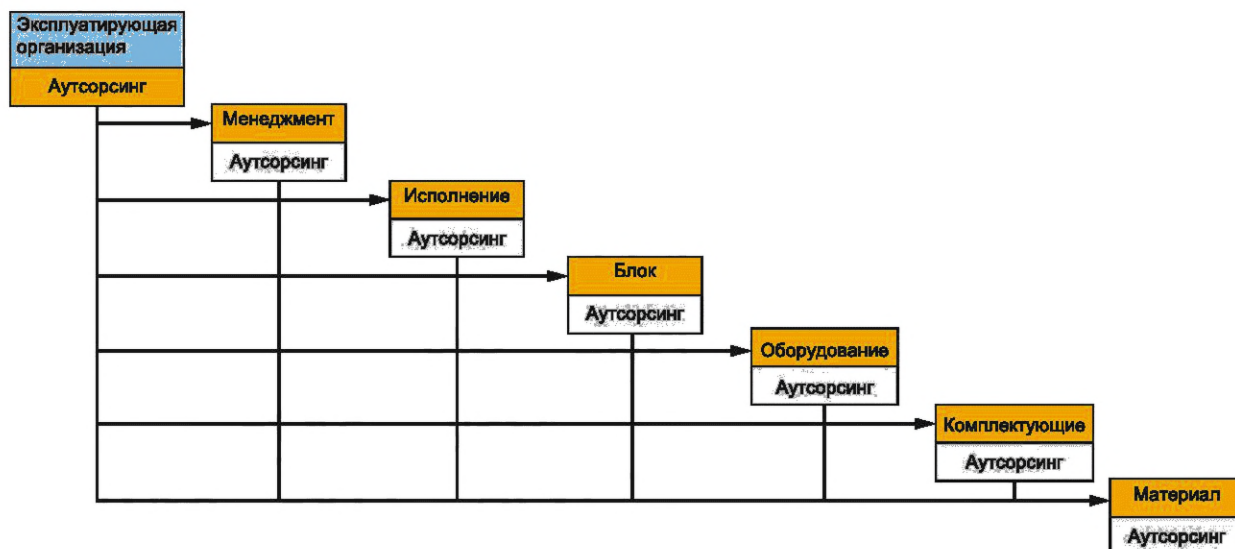 Эксплуатирующая
организация
Аутсорсинг
Менеджмент
Аутсорсинг
Исполнение
Аутсорсинг
Блок
Аутсорсинг
Оборудование
Аутсорсинг
Комплектующие
Аутсорсинг
Материал
Аутсорсинг